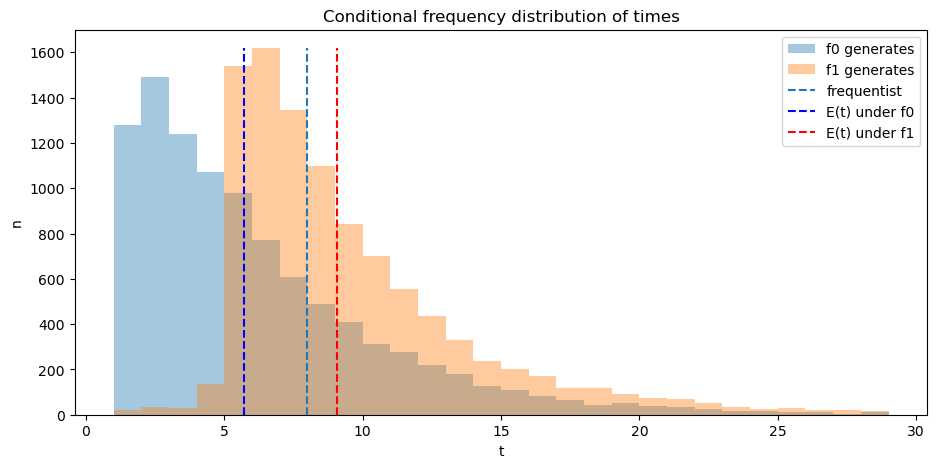 Conditional frequency distribution of times
f0 generates
f1 generates
frequentist
E(t) under f0
E(t) under f1
n
1600
1400
1200
1000
800
600
400
200
0
0 5 10 15 20 25 30
t